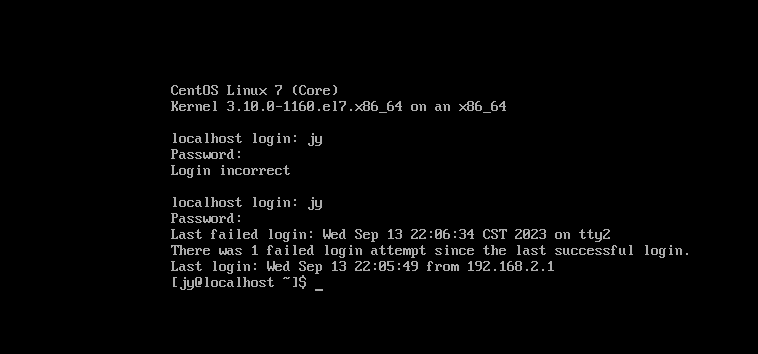 CentOS Linux 7 (Core)
Kernel 3.10.0-1160.el7.x86_64 on an x86_64
localhost login: jy
Password:
Login incorrect
localhost login: jy
Password:
Last failed login: Wed Sep 13 22:06:34 CST 2023 on tty2
There was 1 failed login attempt since the last successful login.
Last login: Wed Sep 13 22:05:49 from 192.168.2.1
[jy@localhost ~]$ _